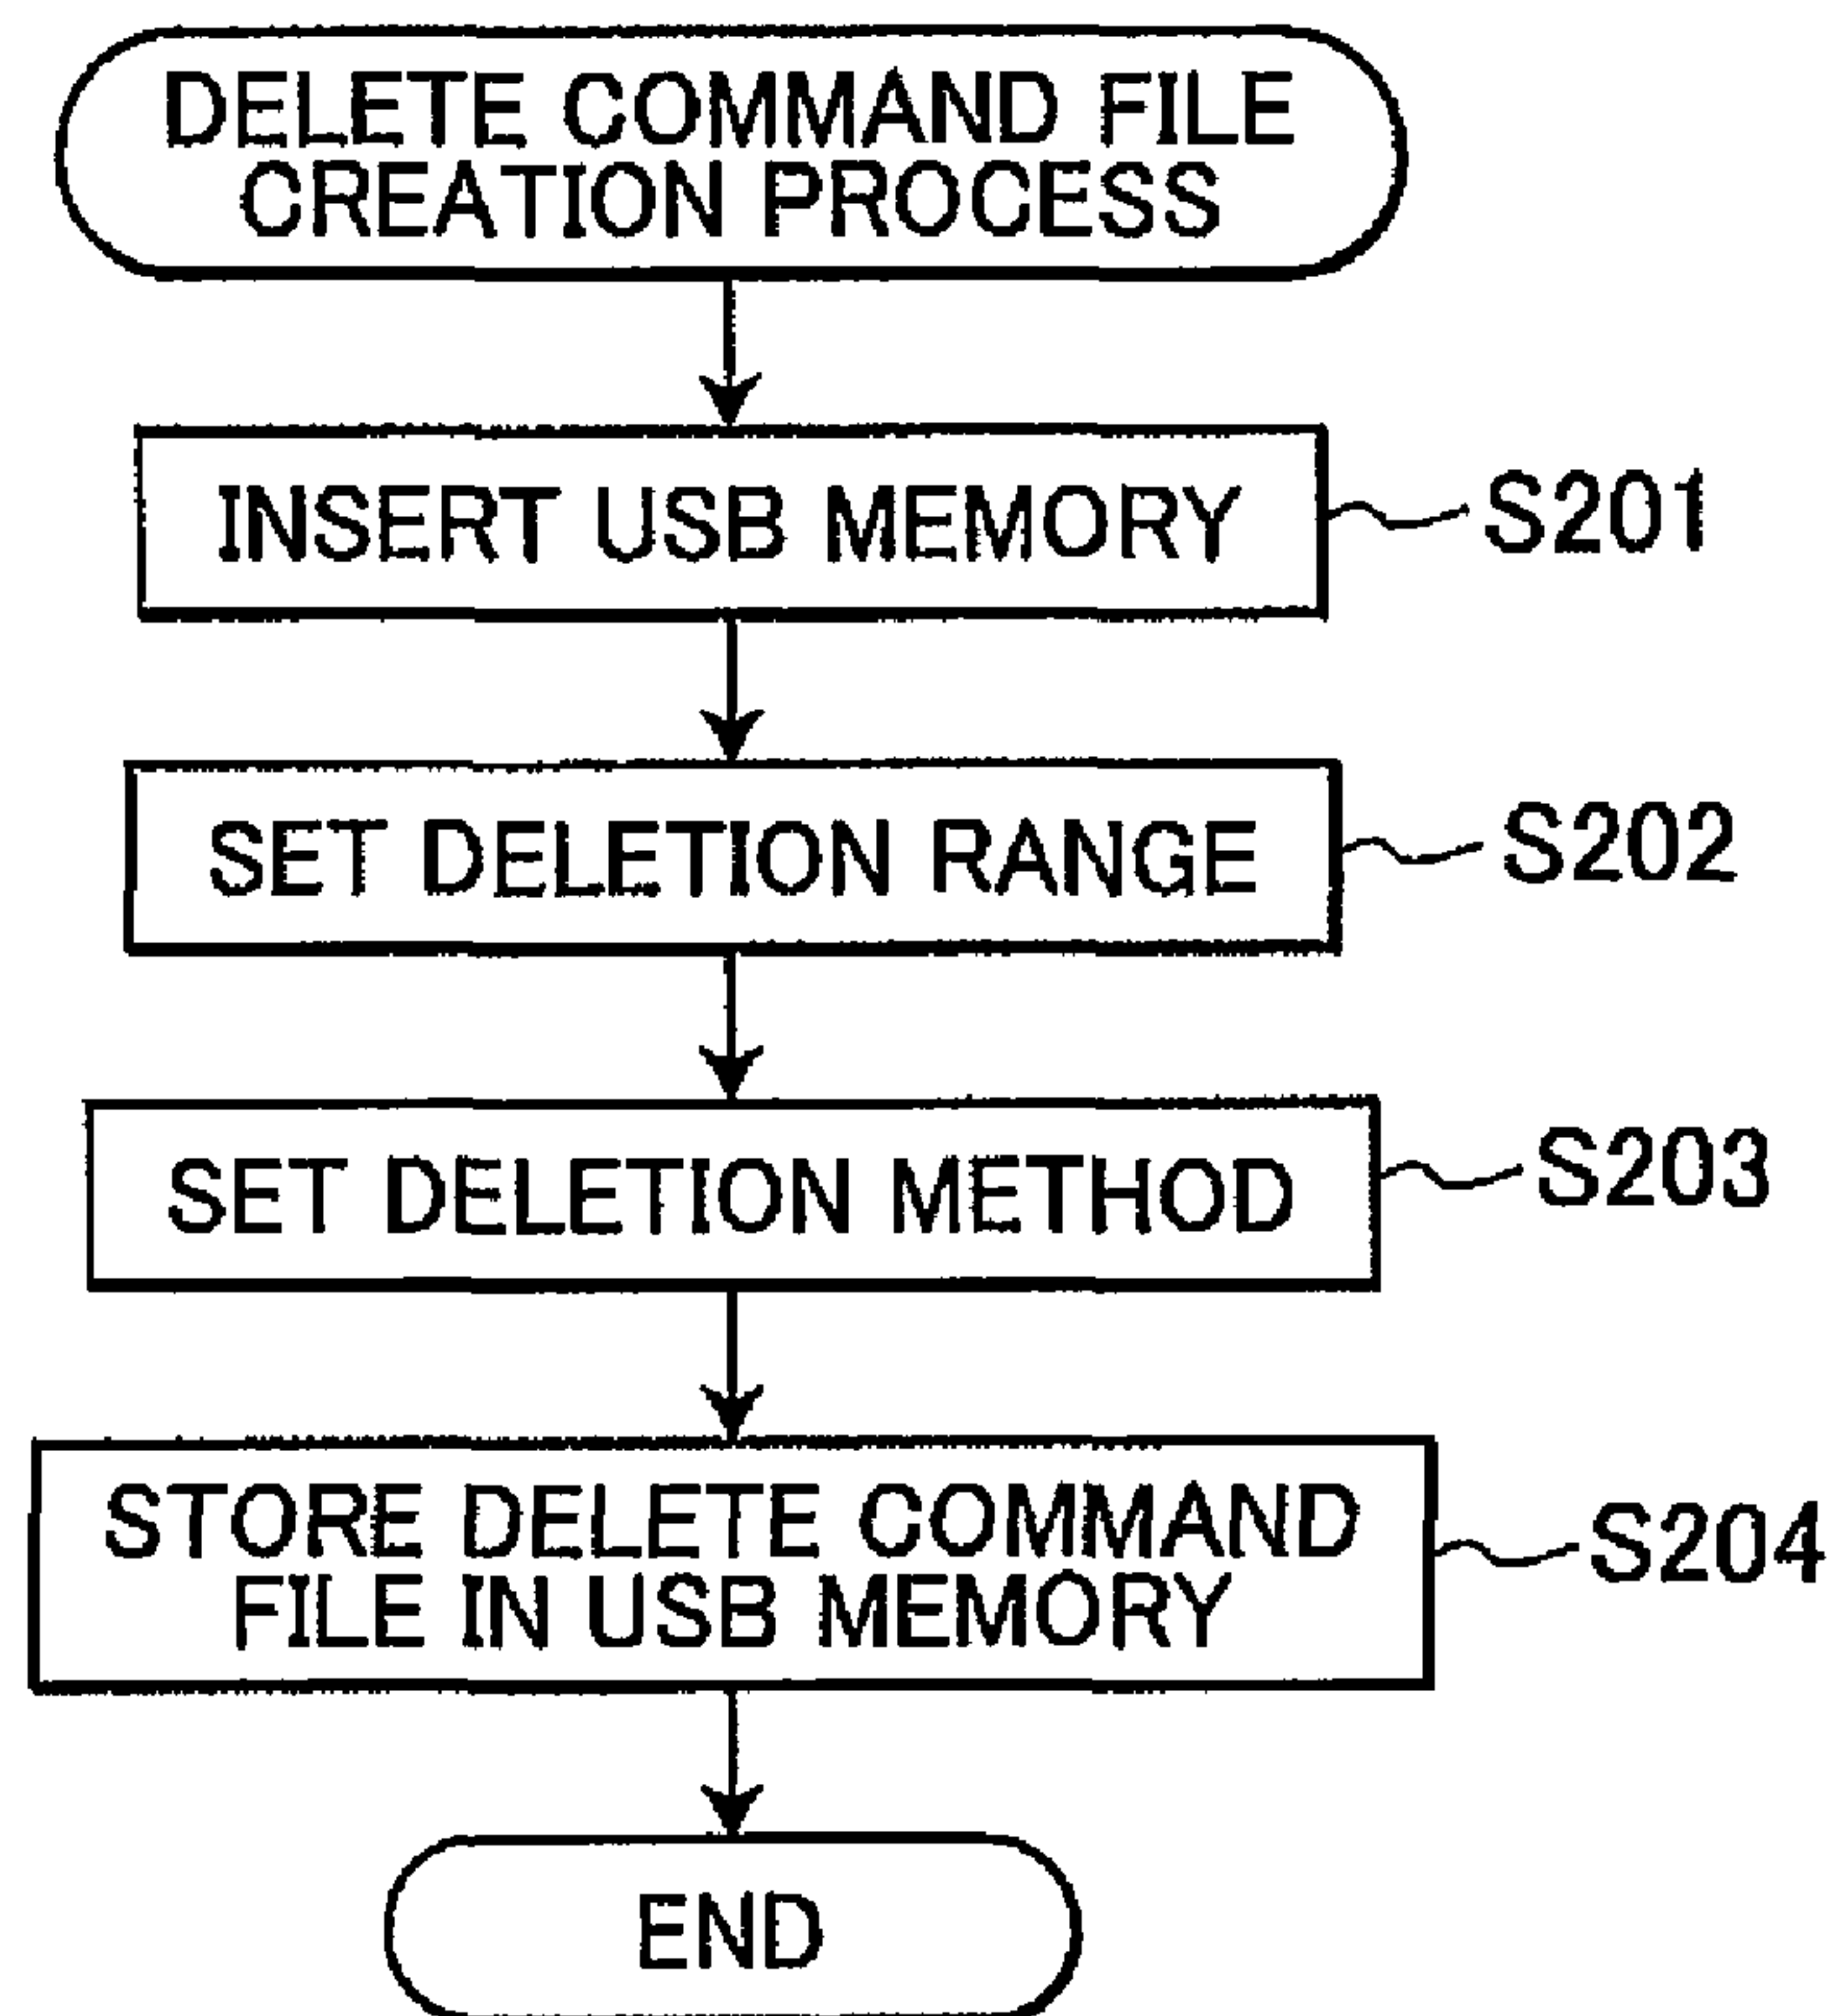 DELETE COMMAND FILE
CREATION PROCESS
INSERT USB MEMORY
S201
SET DELETION RANGE
S202
SET DELETION METHOD
S203
STORE DELETE COMMAND
FILE IN USB MEMORY
S204
END